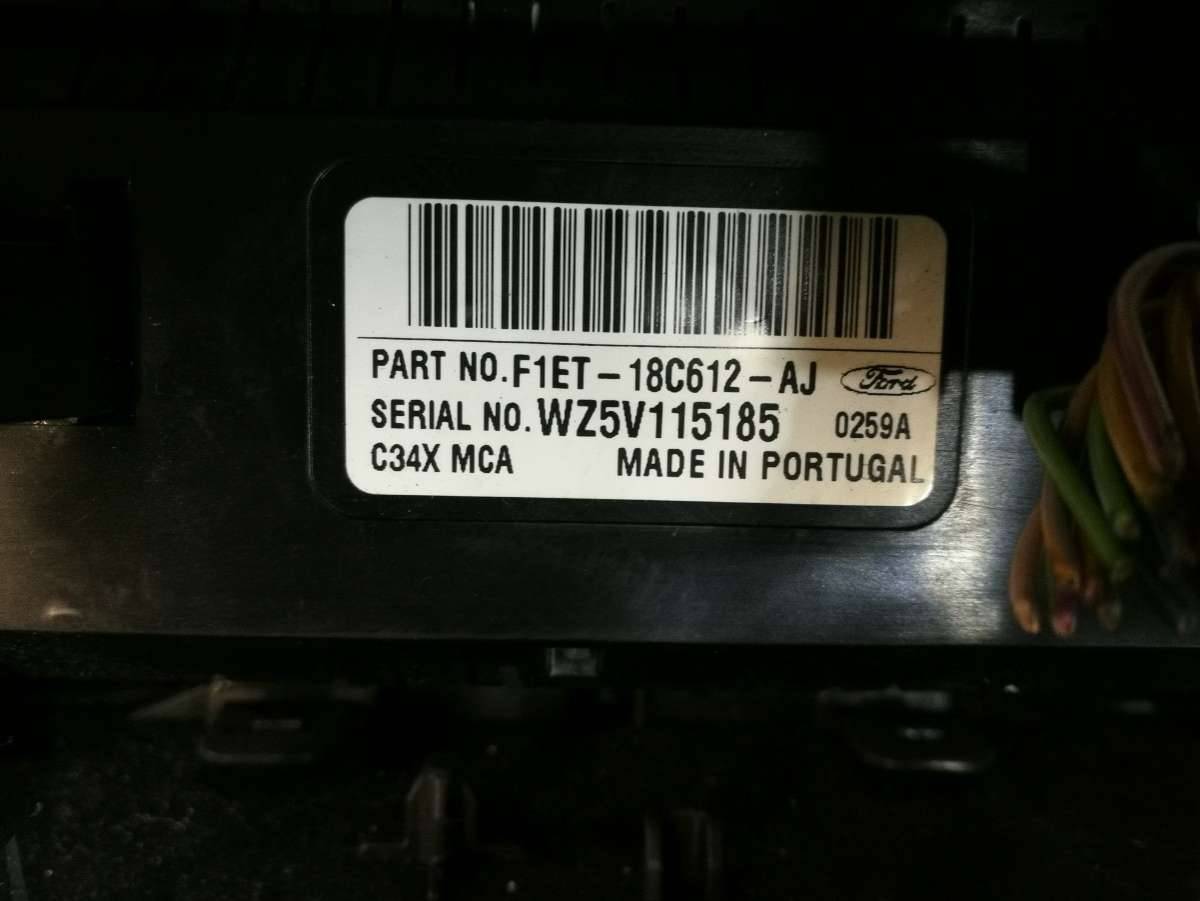 PART NO. F1ET-18C612-AJ Ford
SERIAL NO. WZ5V115185 0259A
C34X MCA MADE IN PORTUGAL